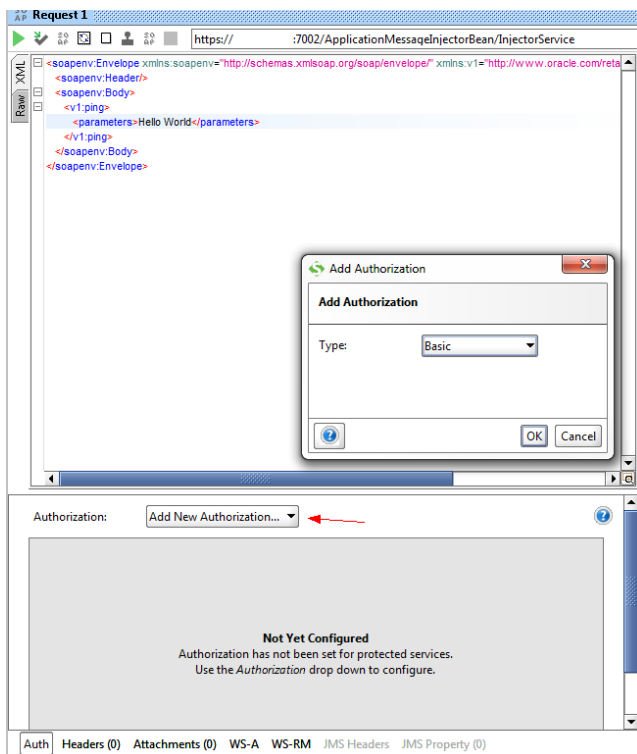 Request 1
https:// :7002/ApplicationMessageInjectorBean/InjectorService
XML
Raw
<soapenv:Envelope xmlns:soapenv="http://schemas.xmlsoap.org/soap/envelope/" xmlns:v1="http://www.oracle.com/reta
<soapenv:Header/>
<soapenv:Body>
<v1:ping>
<parameters>Hello World</parameters>
</v1:ping>
</soapenv:Body>
</soapenv:Envelope>
Add Authorization
Add Authorization
Type: Basic
OK Cancel
Authorization: Add New Authorization...
Not Yet Configured
Authorization has not been set for protected services.
Use the Authorization drop down to configure.
Auth Headers (0) Attachments (0) WS-A WS-RM JMS Headers JMS Property (0)